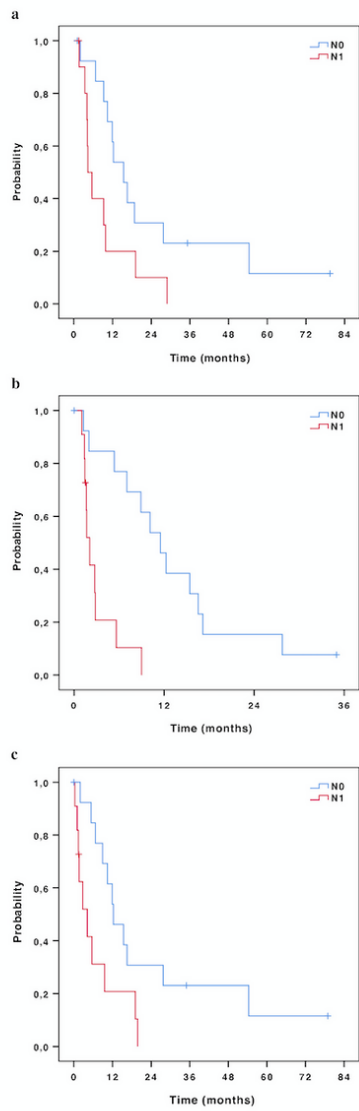 a
N0
N1
1,0
0,8
0,6
0,4
0,2
0,0
Probability
0 12 24 36 48 60 72 84
Time (months)
b
N0
N1
1,0
0,8
0,6
0,4
0,2
0,0
Probability
0 12 24 36
Time (months)
c
N0
N1
1,0
0,8
0,6
0,4
0,2
0,0
Probability
0 12 24 36 48 60 72 84
Time (months)